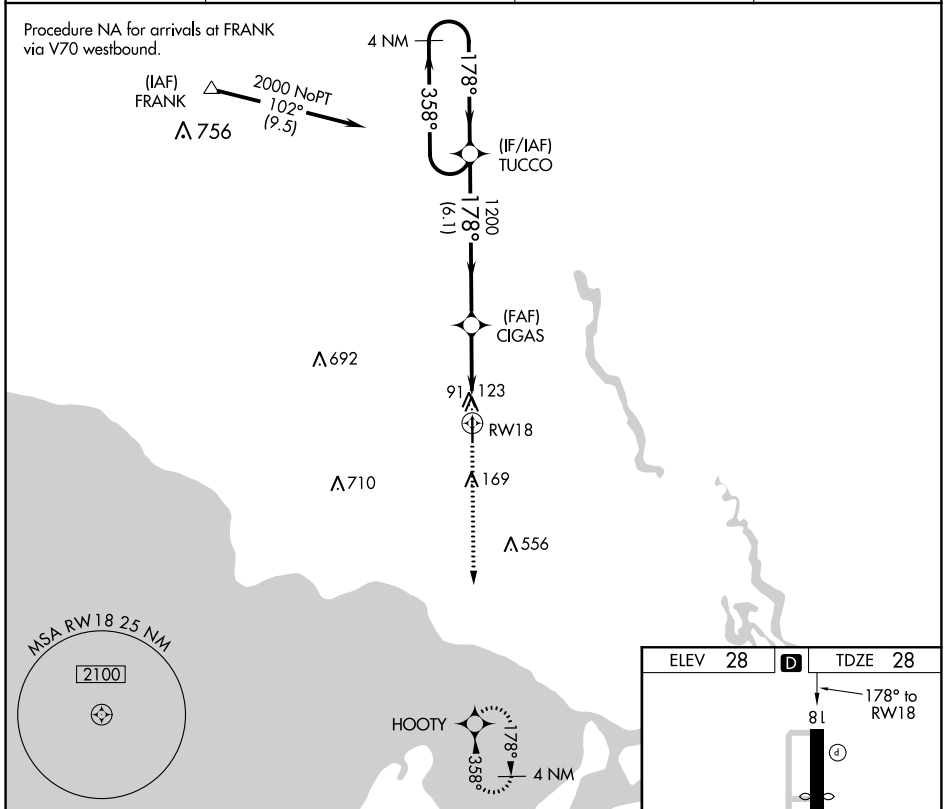 Procedure NA for arrivals at FRANK
via V70 westbound.
4 NM
178°
358°
(IAF)
FRANK
2000 NoPT
102°
(9.5)
756
(IF/IAF)
TUCCO
1200
178°
(6.1)
(FAF)
CIGAS
692
91
123
RW18
710
169
556
MSA RW18 25 NM
2100
HOOTY
178°
358°
4 NM
ELEV 28
D
TDZE 28
178° to
RW18
18
P